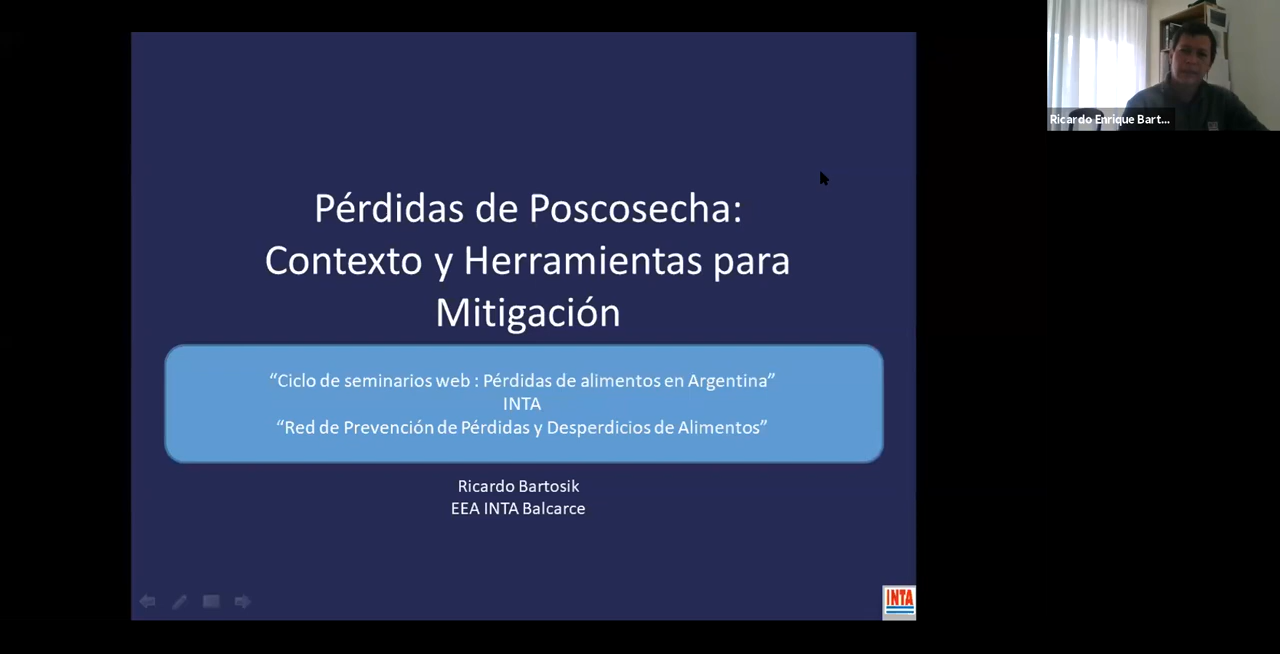 Pérdidas de Poscosecha:
Contexto y Herramientas para
Mitigación
“Ciclo de seminarios web : Pérdidas de alimentos en Argentina”
INTA
“Red de Prevención de Pérdidas y Desperdicios de Alimentos”
Ricardo Bartosik
EEA INTA Balcarce
INTA
Ricardo Enrique Bart...